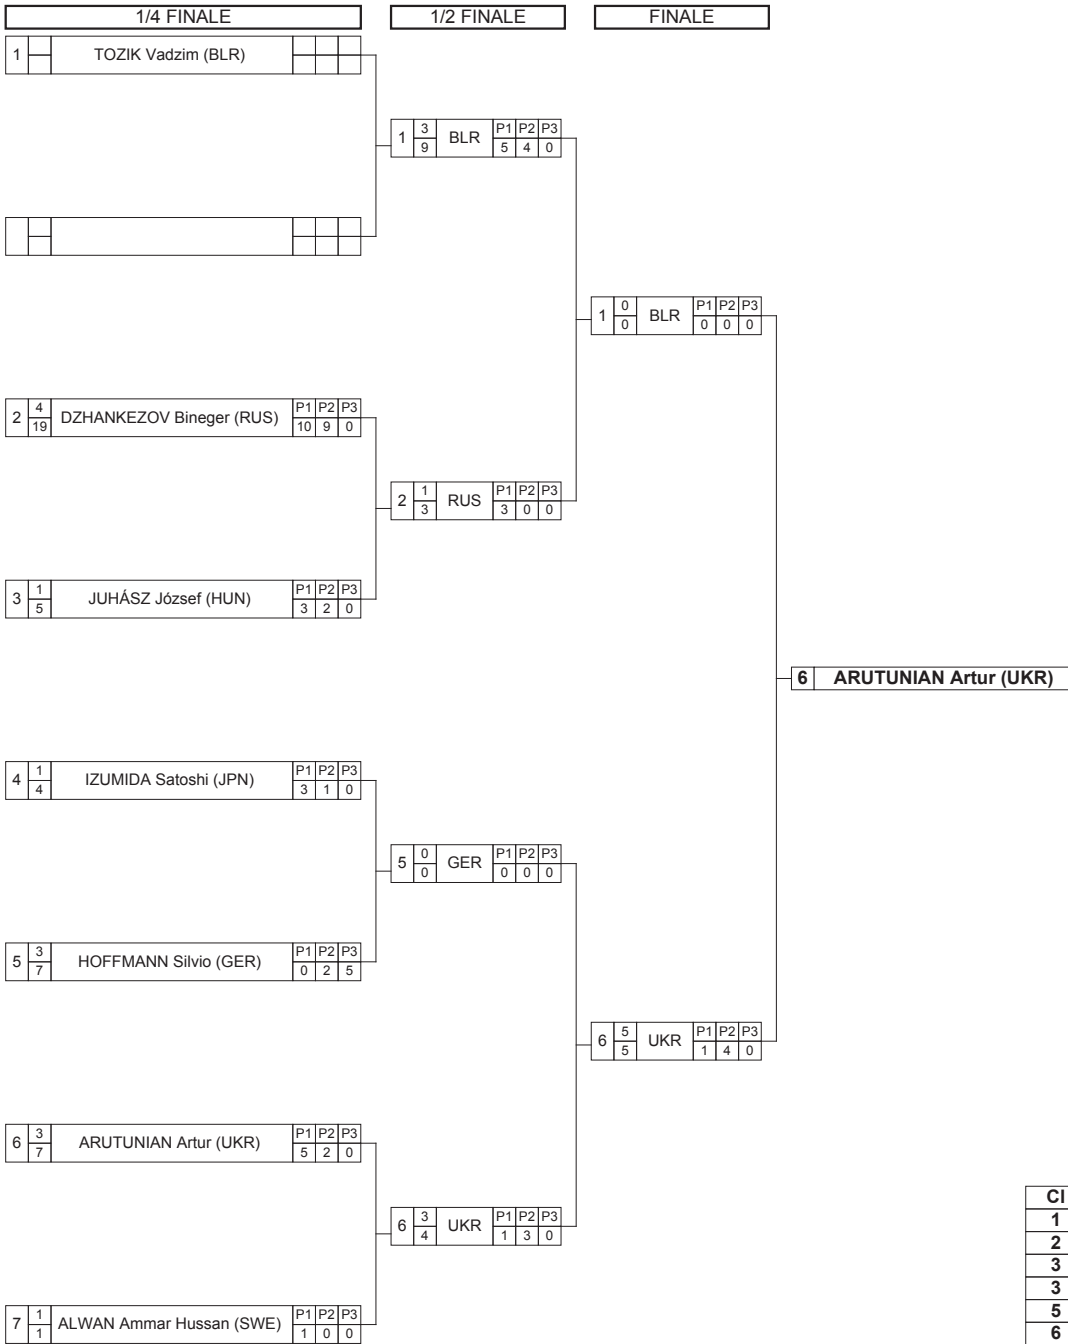 1/4 FINALE 1/2 FINALE FINALE
1 TOZIK Vadzim (BLR)
1 3 BLR P1 P2 P3
9 5 4 0
1 0 BLR P1 P2 P3
0 0 0 0
2 4 DZHANKEZOV Bineger (RUS) P1 P2 P3
19 10 9 0
2 1 RUS P1 P2 P3
3 3 0 0
3 1 JUHÁSZ József (HUN) P1 P2 P3
5 3 2 0
6 ARUTUNIAN Artur (UKR)
4 1 IZUMIDA Satoshi (JPN) P1 P2 P3
4 3 1 0
5 0 GER P1 P2 P3
0 0 0 0
5 3 HOFFMANN Silvio (GER) P1 P2 P3
7 0 2 5
6 5 UKR P1 P2 P3
5 1 4 0
6 3 ARUTUNIAN Artur (UKR) P1 P2 P3
7 5 2 0
6 3 UKR P1 P2 P3
4 1 3 0
7 1 ALWAN Ammar Hussan (SWE) P1 P2 P3
1 1 0 0
Cl
1
2
3
3
5
6